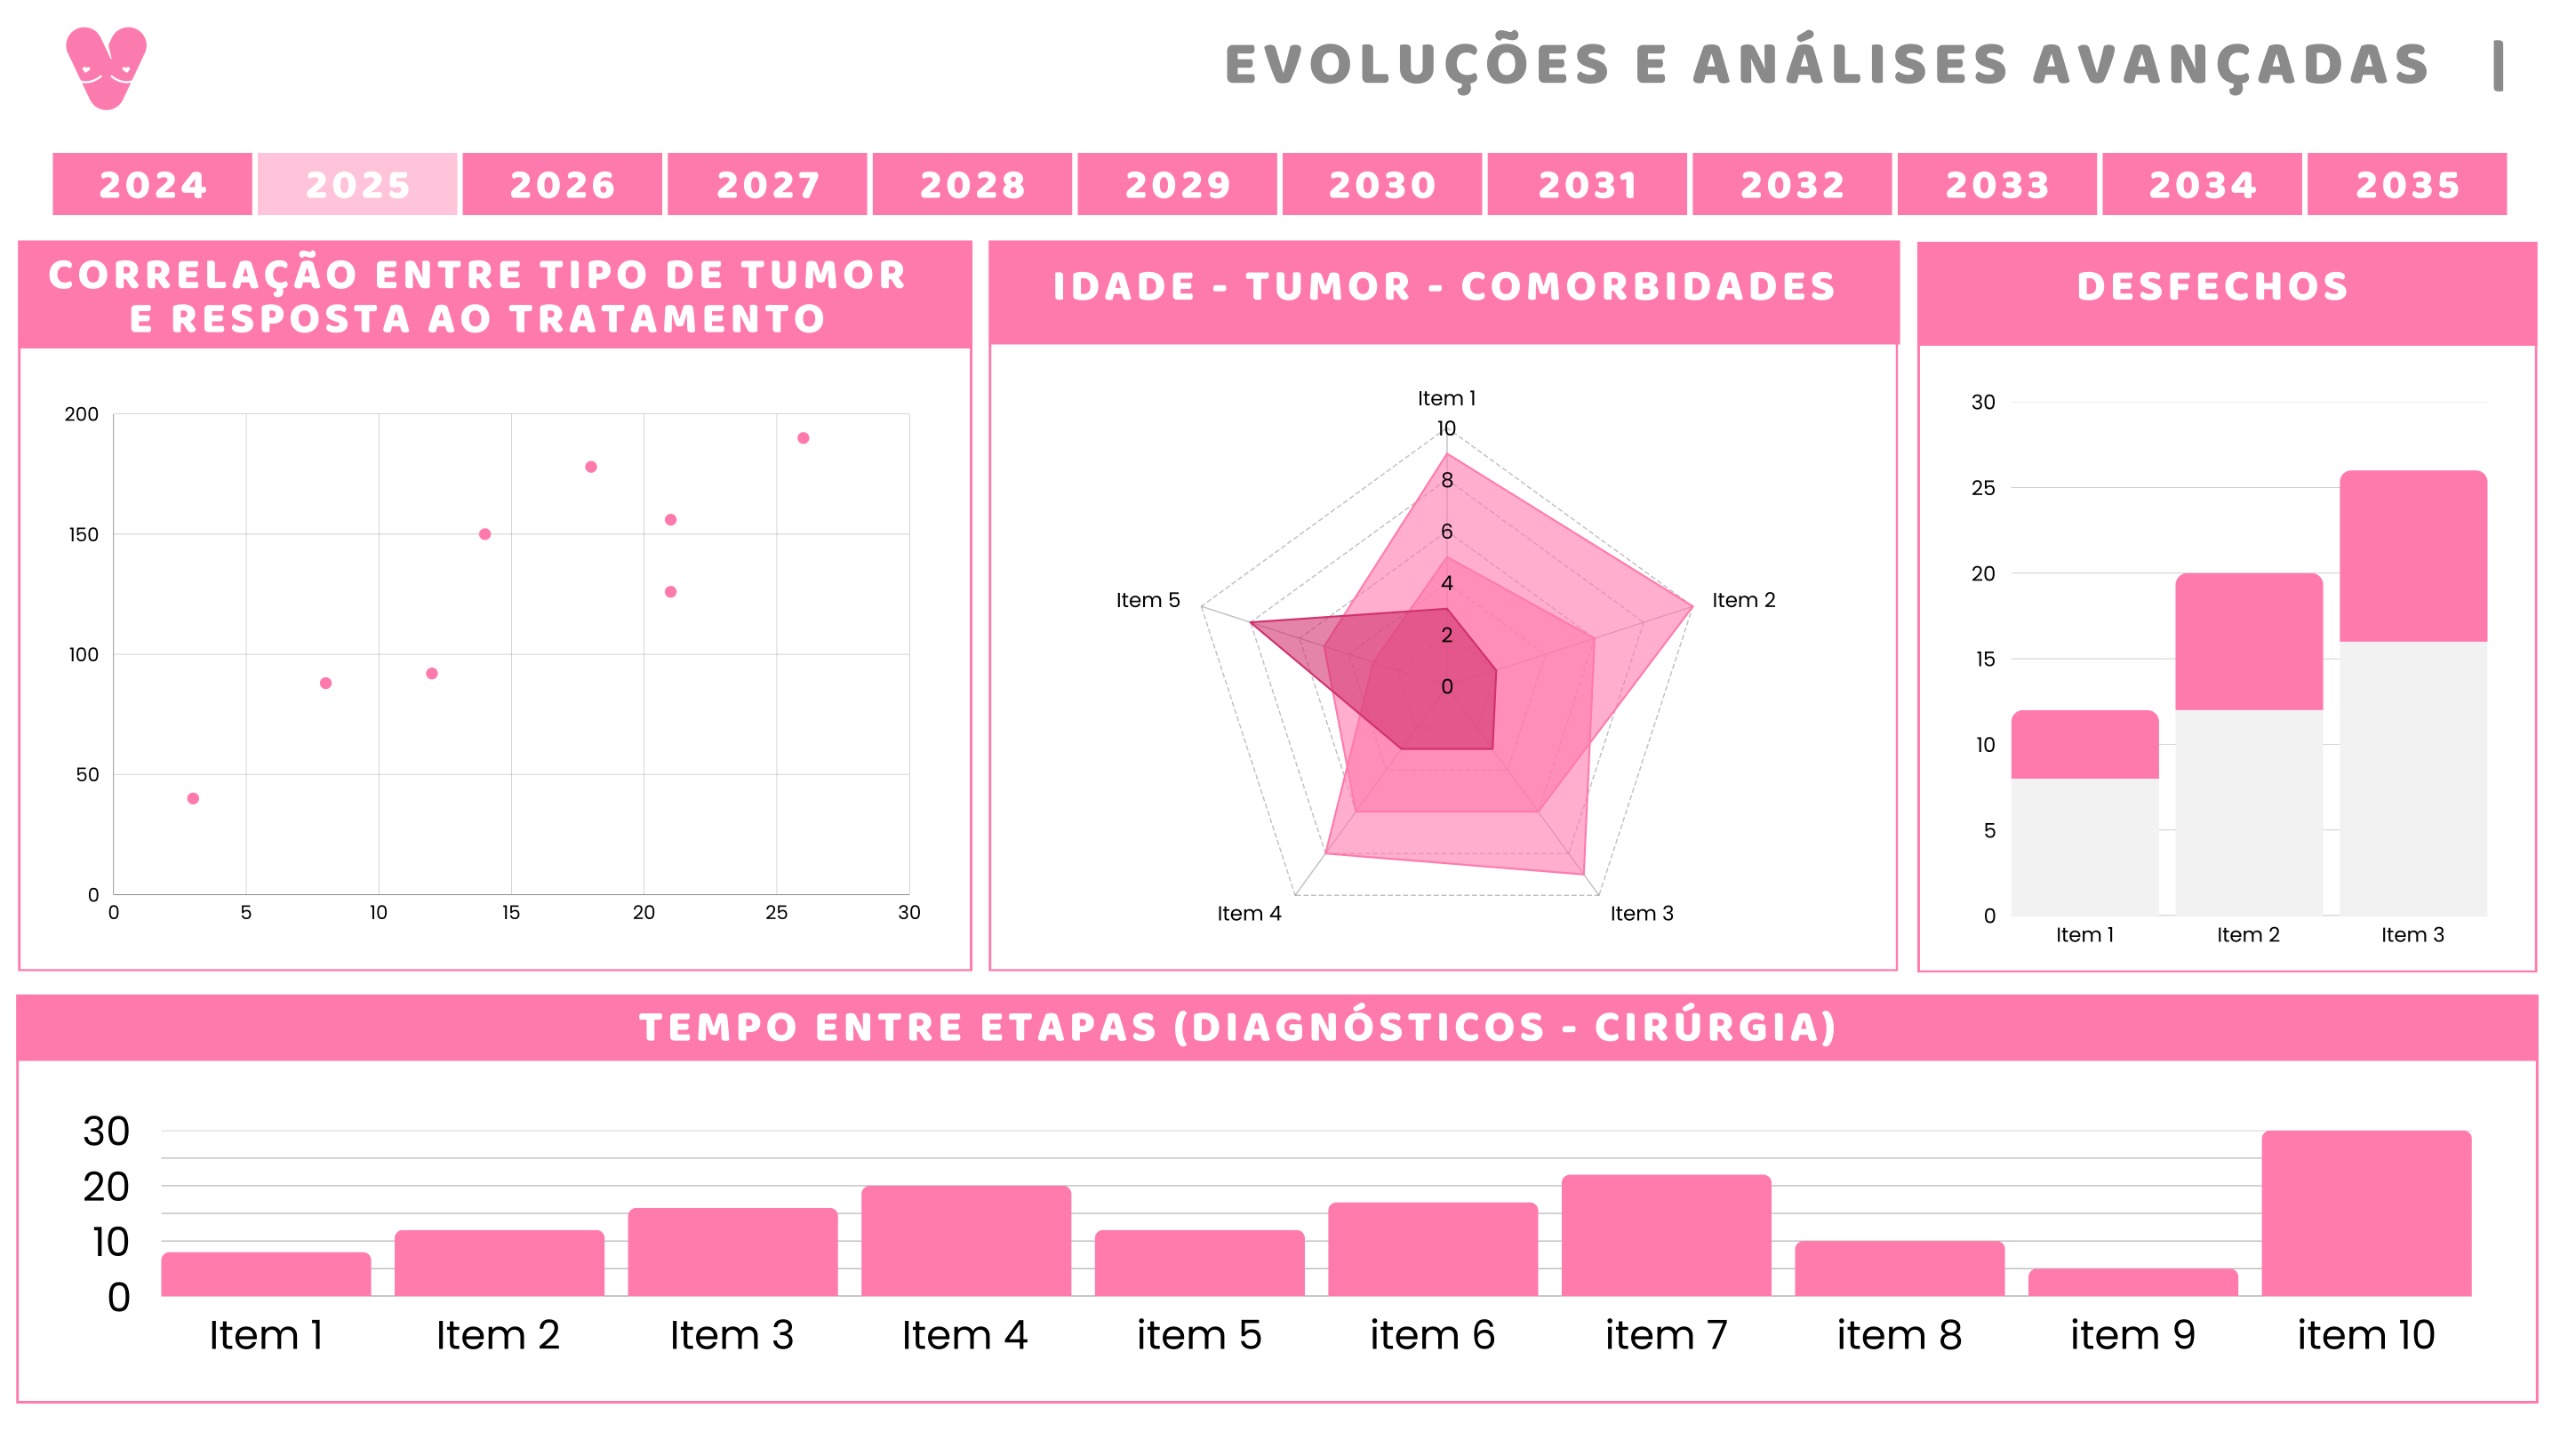 EVOLUÇÕES E ANÁLISES AVANÇADAS |
2024 2025 2026 2027 2028 2029 2030 2031 2032 2033 2034 2035
CORRELAÇÃO ENTRE TIPO DE TUMOR
E RESPOSTA AO TRATAMENTO
200
150
100
50
0
0 5 10 15 20 25 30
IDADE - TUMOR - COMORBIDADES
Item 1
10
8
6
4
2
0
Item 5 Item 2
Item 4 Item 3
DESFECHOS
30
25
20
15
10
5
0
Item 1 Item 2 Item 3
TEMPO ENTRE ETAPAS (DIAGNÓSTICOS - CIRÚRGIA)
30
20
10
0
Item 1 Item 2 Item 3 Item 4 item 5 item 6 item 7 item 8 item 9 item 10